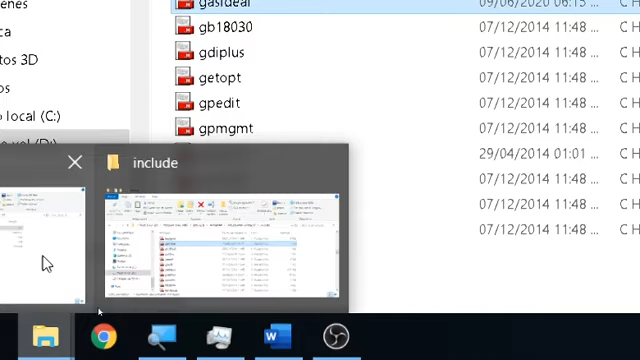 enes gasideal 09/06/2020 06:15 ... C H
ca gb18030 07/12/2014 11:48 ... C H
gdiplus 07/12/2014 11:48 ... C H
tos 3D getopt 07/12/2014 11:48 ... C H
os gpedit 07/12/2014 11:48 ... C H
o local (C:) gpmgmt 07/12/2014 11:48 ... C H
vol (D:) 29/04/2014 01:01 ... C H
include 07/12/2014 11:48 ... C H
07/12/2014 11:48 ... C H
07/12/2014 11:48 ... C H